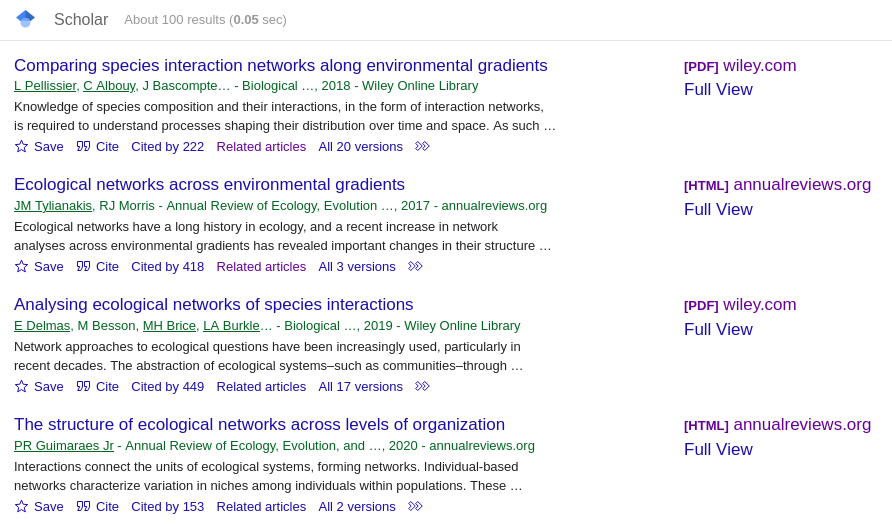 Scholar About 100 results (0.05 sec)
Comparing species interaction networks along environmental gradients
[PDF] wiley.com
L Pellissier, C Albouy, J Bascompte… - Biological …, 2018 - Wiley Online Library
Full View
Knowledge of species composition and their interactions, in the form of interaction networks,
is required to understand processes shaping their distribution over time and space. As such …
Save Cite Cited by 222 Related articles All 20 versions
Ecological networks across environmental gradients
[HTML] annualreviews.org
JM Tylianakis, RJ Morris - Annual Review of Ecology, Evolution …, 2017 - annualreviews.org
Full View
Ecological networks have a long history in ecology, and a recent increase in network
analyses across environmental gradients has revealed important changes in their structure …
Save Cite Cited by 418 Related articles All 3 versions
Analysing ecological networks of species interactions
[PDF] wiley.com
E Delmas, M Besson, MH Brice, LA Burkle… - Biological …, 2019 - Wiley Online Library
Full View
Network approaches to ecological questions have been increasingly used, particularly in
recent decades. The abstraction of ecological systems–such as communities–through …
Save Cite Cited by 449 Related articles All 17 versions
The structure of ecological networks across levels of organization
[HTML] annualreviews.org
PR Guimaraes Jr - Annual Review of Ecology, Evolution, and …, 2020 - annualreviews.org
Full View
Interactions connect the units of ecological systems, forming networks. Individual-based
networks characterize variation in niches among individuals within populations. These …
Save Cite Cited by 153 Related articles All 2 versions